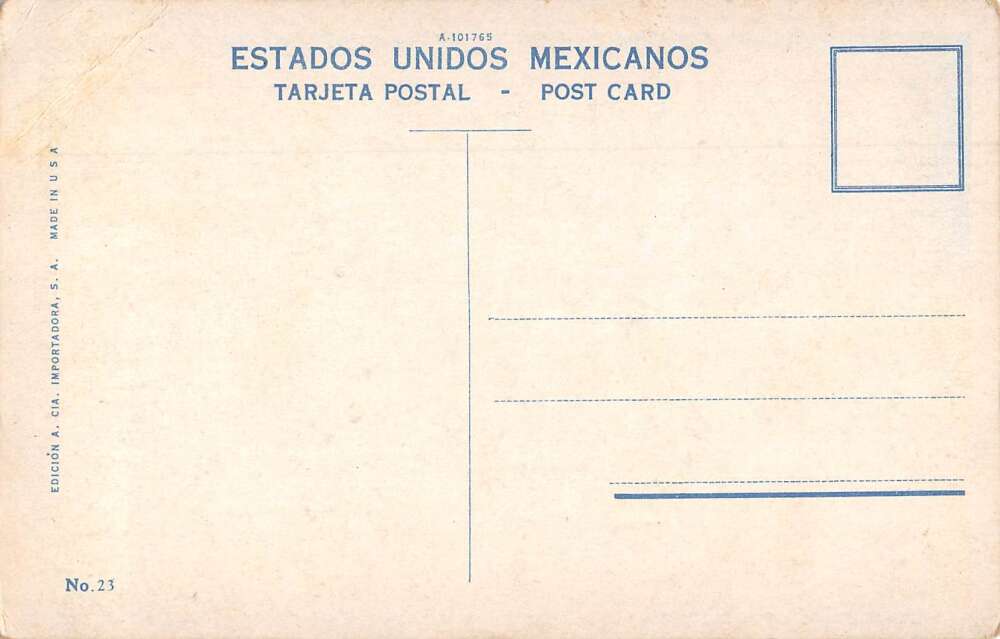 A-101765
ESTADOS UNIDOS MEXICANOS
TARJETA POSTAL - POST CARD
EDICIÓN A. CIA. IMPORTADORA, S. A. MADE IN U S A
No. 23